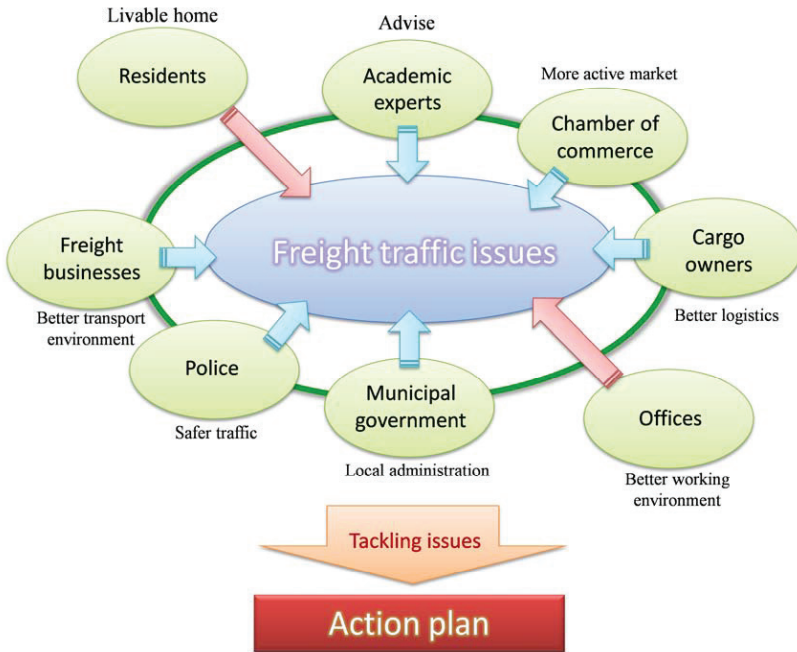 Livable home
Residents
Advise
Academic
experts
More active market
Chamber of
commerce
Freight
businesses
Better transport
environment
Freight traffic issues
Cargo
owners
Better logistics
Police
Safer traffic
Municipal
government
Local administration
Offices
Better working
environment
Tackling issues
Action plan